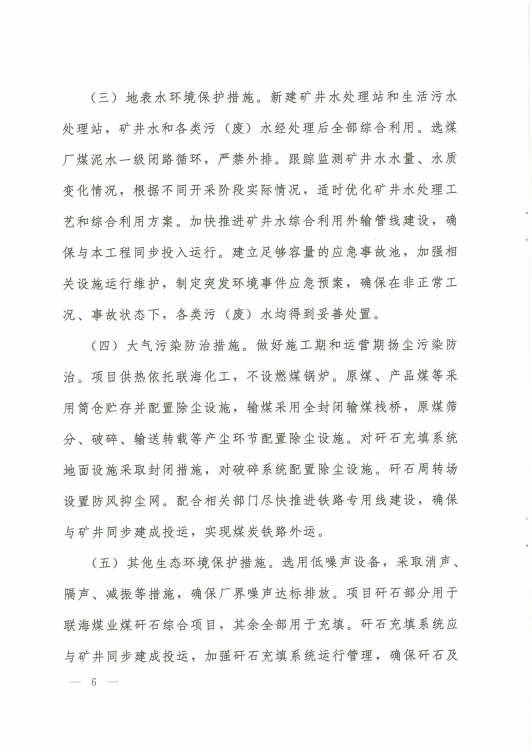 （三）地表水环境保护措施。新建矿井水处理站和生活污水
处理站，矿井水和各类污（废）水经处理后全部综合利用。选煤
厂煤泥水一级闭路循环，严禁外排。跟踪监测矿井水水量、水质
变化情况，根据不同开采阶段实际情况，适时优化矿井水处理工
艺和综合利用方案。加快推进矿井水综合利用外输管线建设，确
保与本工程同步投入运行。建立足够容量的应急事故池，加强相
关设施运行维护，制定突发环境事件应急预案，确保在非正常工
况、事故状态下，各类污（废）水均得到妥善处置。
（四）大气污染防治措施。做好施工期和运营期扬尘污染防
治。项目供热依托联海化工，不设燃煤锅炉。原煤、产品煤等采
用筒仓贮存并配置除尘设施，输煤采用全封闭输煤栈桥，原煤筛
分、破碎、输送转载等产尘环节配置除尘设施。对矸石充填系统
地面设施采取封闭措施，对破碎系统配置除尘设施。矸石周转场
设置防风抑尘网。配合相关部门尽快推进铁路专用线建设，确保
与矿井同步建成投运，实现煤炭铁路外运。
（五）其他生态环境保护措施。选用低噪声设备，采取消声、
隔声、减振等措施，确保厂界噪声达标排放。项目矸石部分用于
联海煤业煤矸石综合项目，其余全部用于充填。矸石充填系统应
与矿井同步建成投运，加强矸石充填系统运行管理，确保矸石及
— 6 —